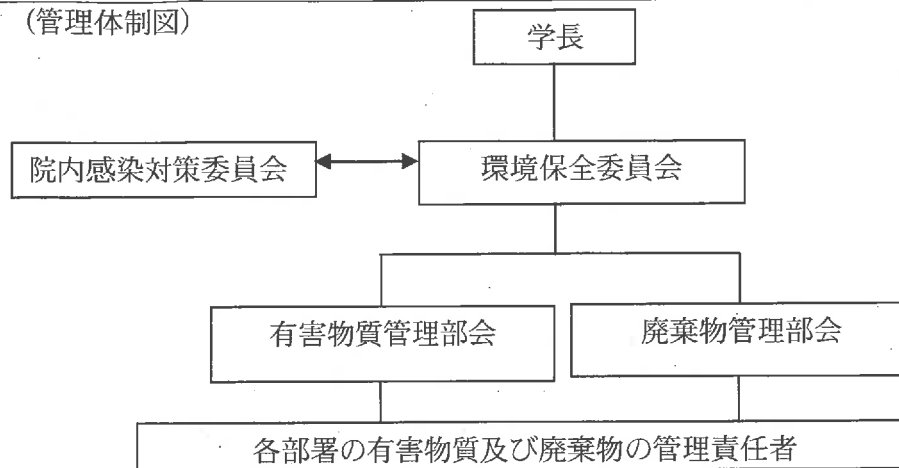 (管理体制図)
学長
院内感染対策委員会
環境保全委員会
有害物質管理部会
廃棄物管理部会
各部署の有害物質及び廃棄物の管理責任者